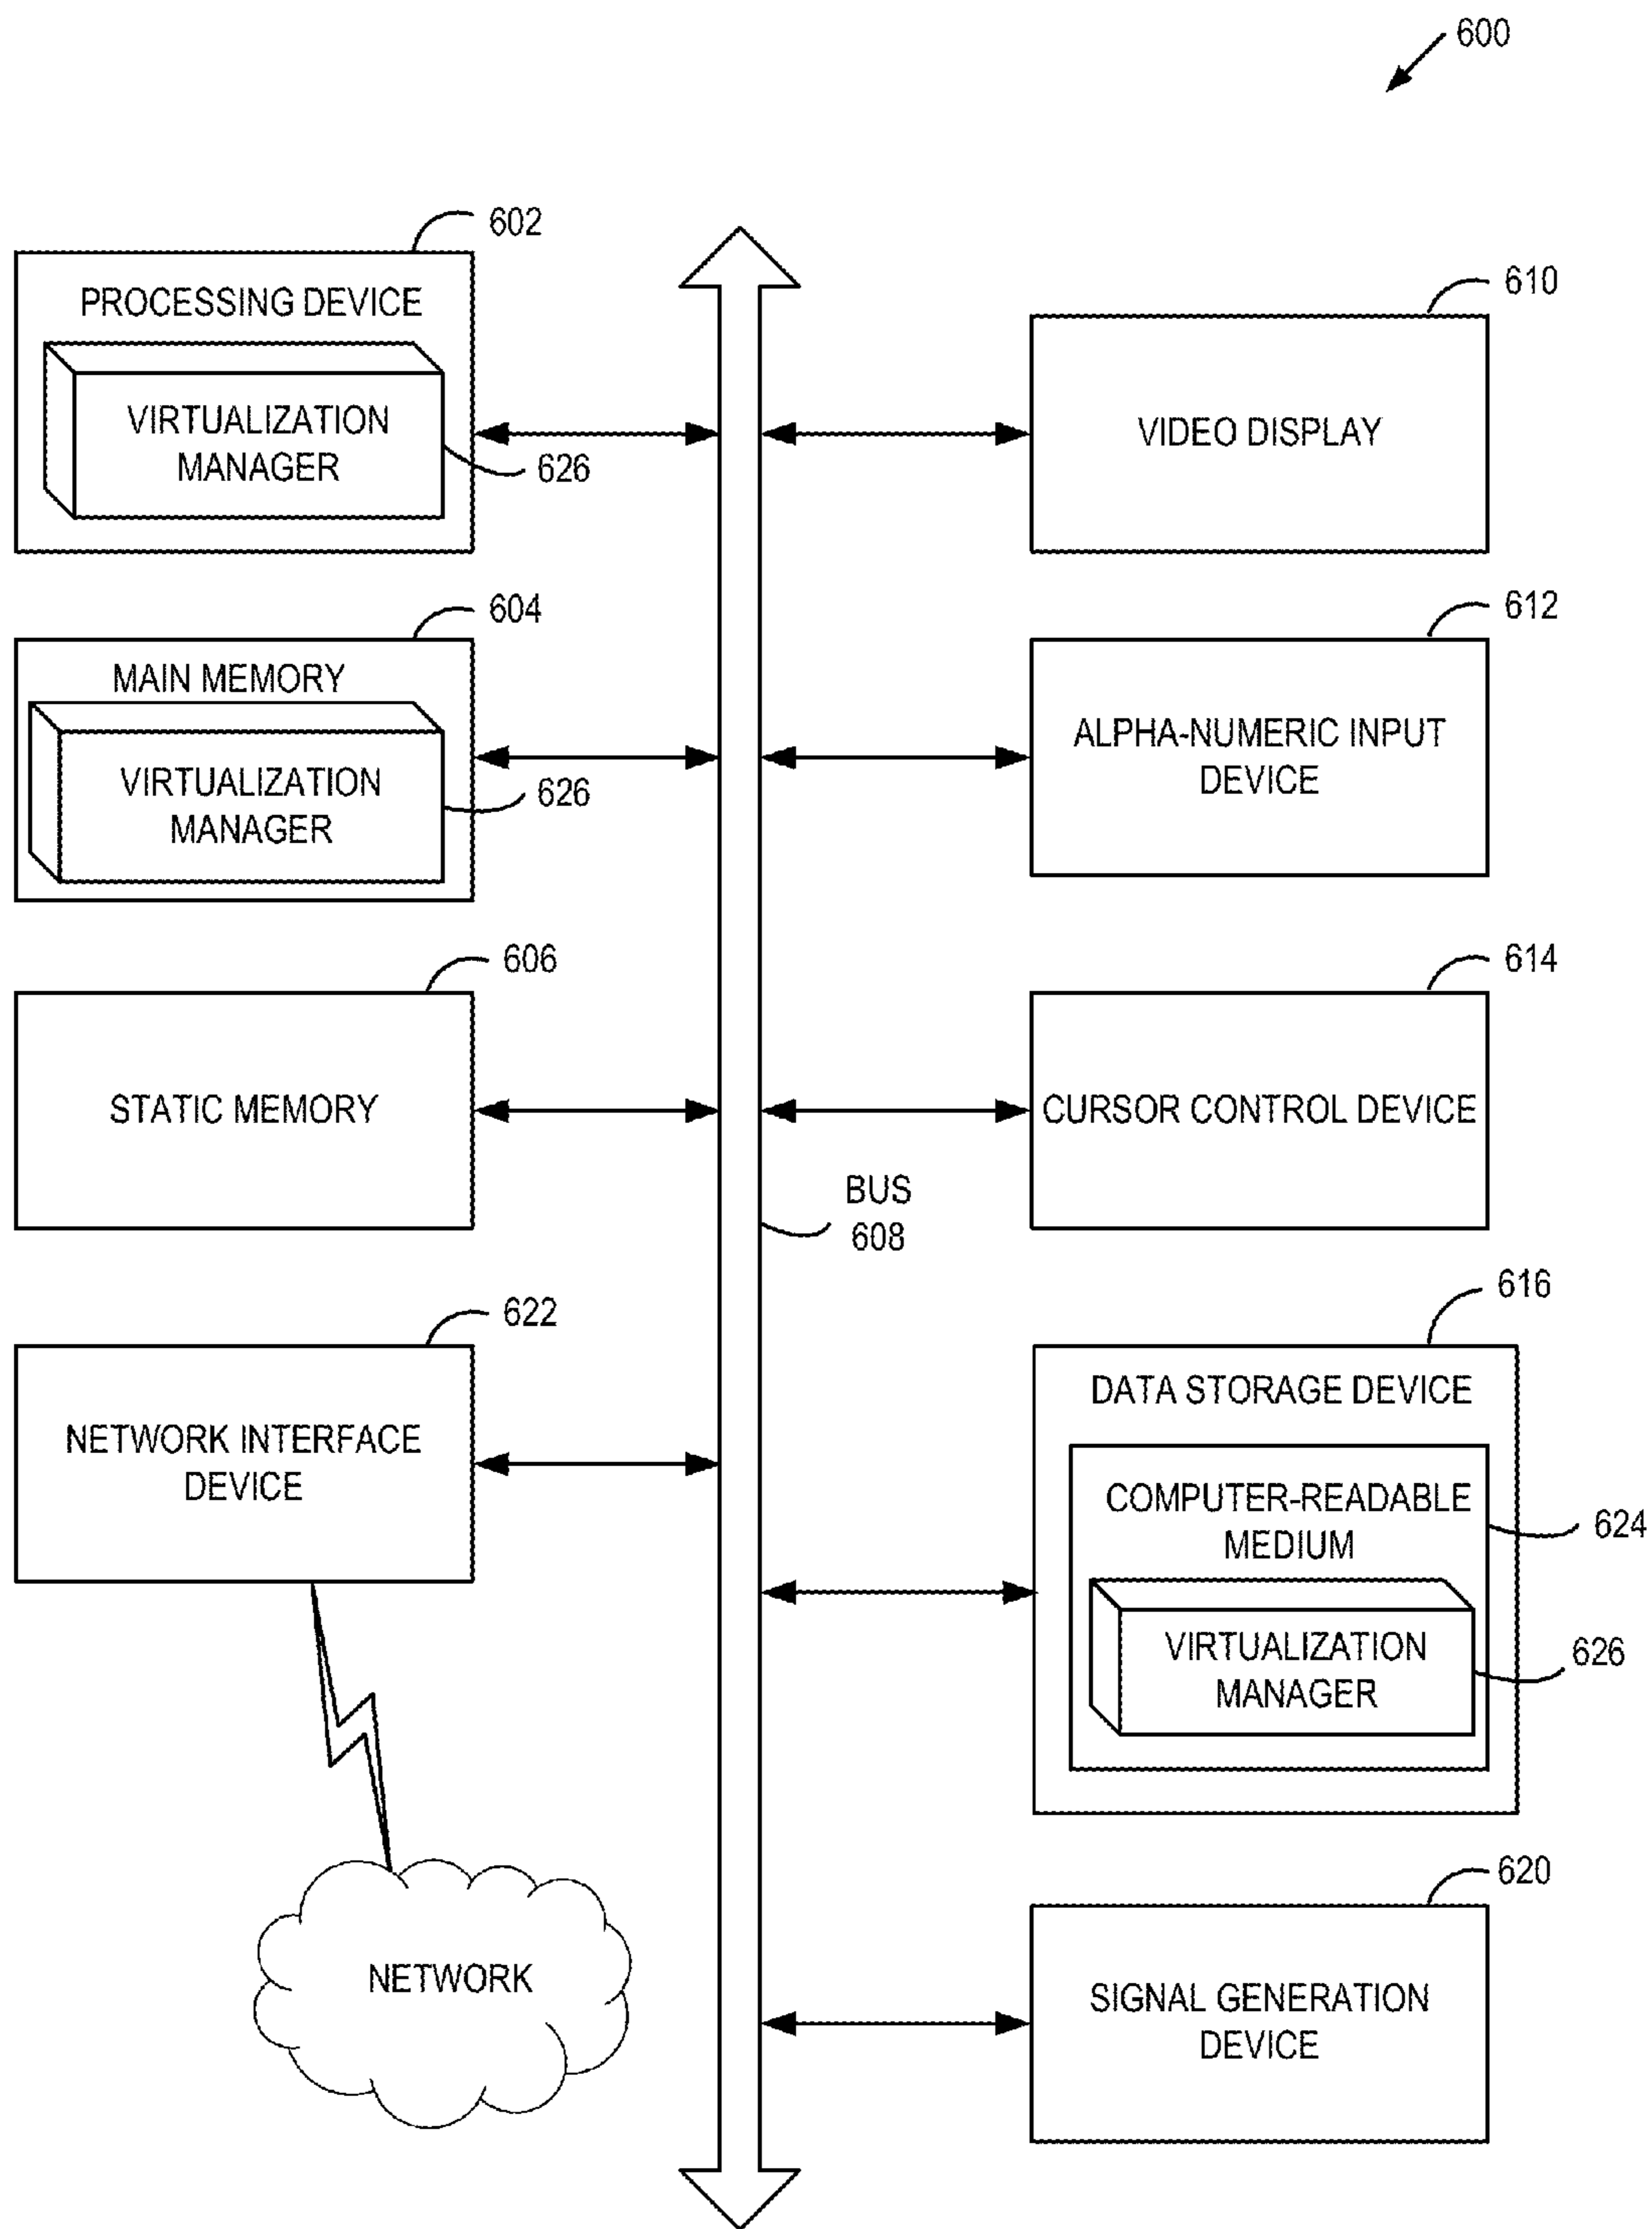 600
602
PROCESSING DEVICE
VIRTUALIZATION
MANAGER
626
604
MAIN MEMORY
VIRTUALIZATION
MANAGER
626
606
STATIC MEMORY
622
NETWORK INTERFACE
DEVICE
NETWORK
BUS
608
610
VIDEO DISPLAY
612
ALPHA-NUMERIC INPUT
DEVICE
614
CURSOR CONTROL DEVICE
616
DATA STORAGE DEVICE
COMPUTER-READABLE
MEDIUM
624
VIRTUALIZATION
MANAGER
626
620
SIGNAL GENERATION
DEVICE